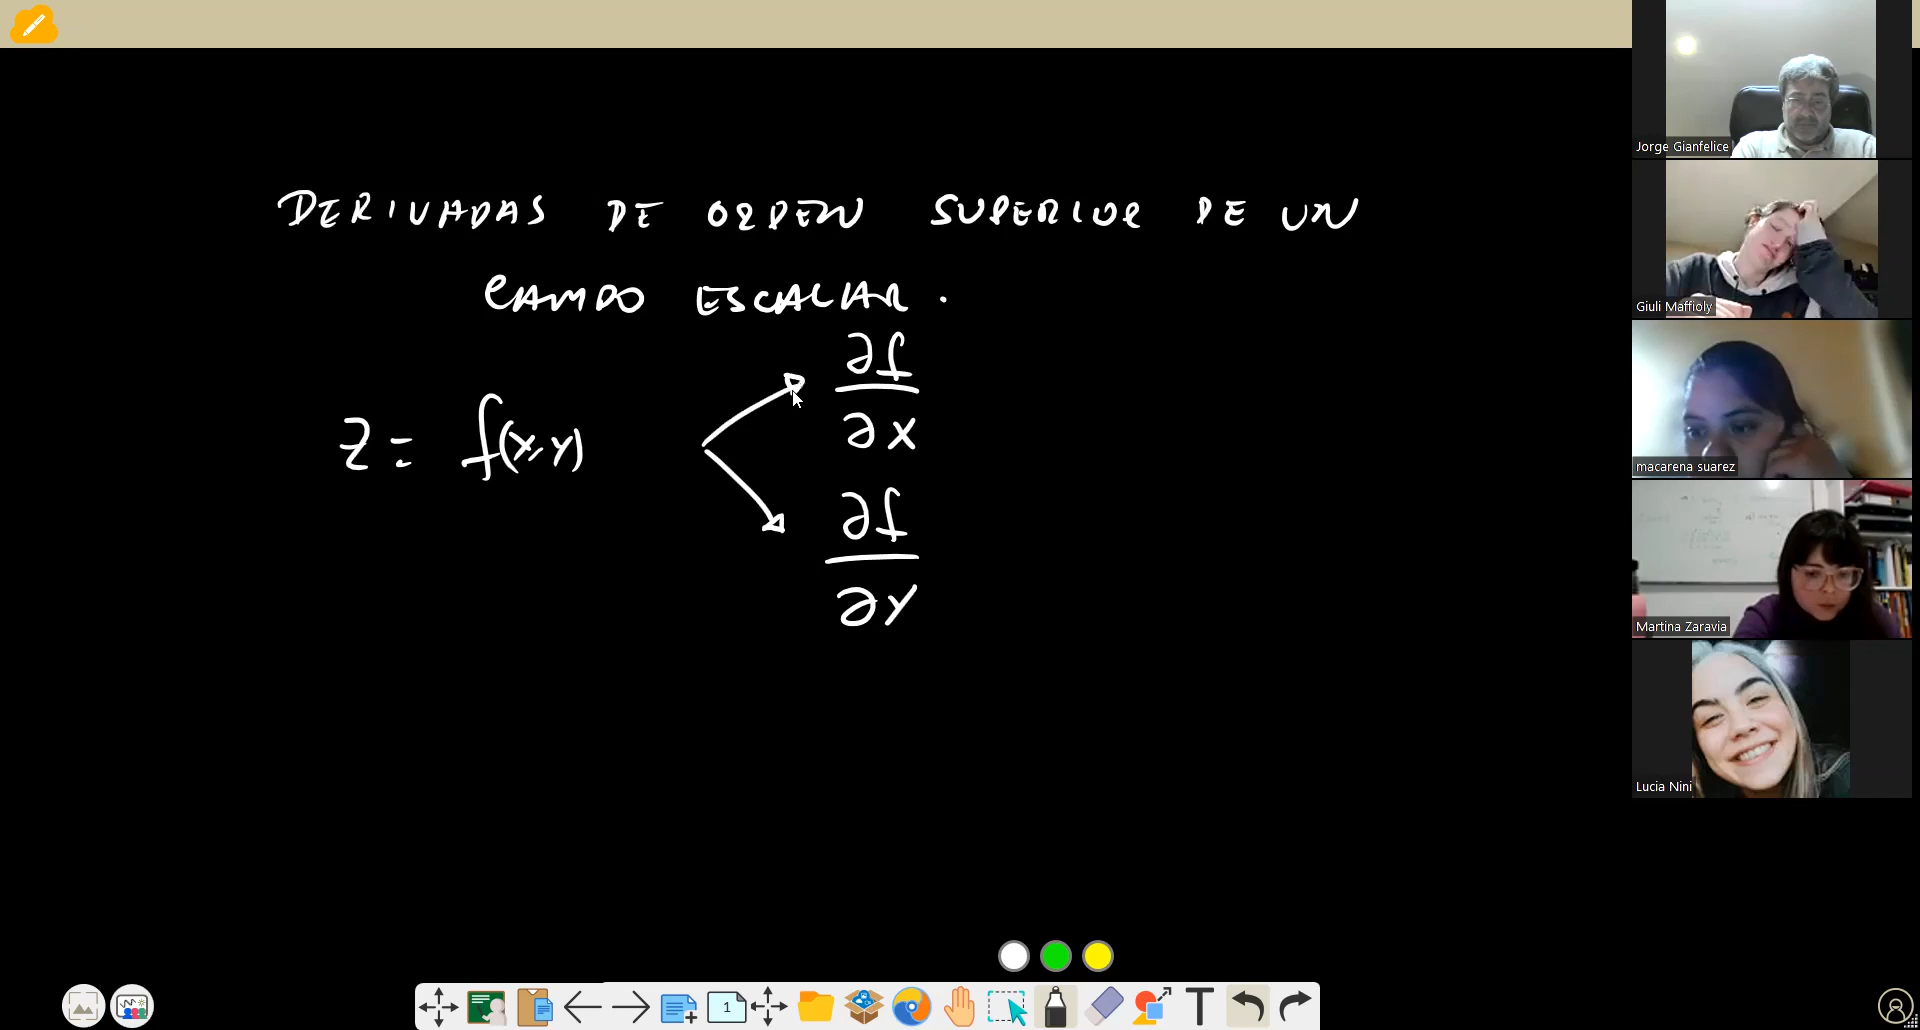 DERIVADAS DE ORDEN SUPERIOR DE UN
CAMPO ESCALAR.
∂f
∂x
z = f(x,y)
∂f
∂y
Jorge Gianfelice
Giuli Maffioly
macarena suarez
Martina Zaravia
Lucia Nini
1
T